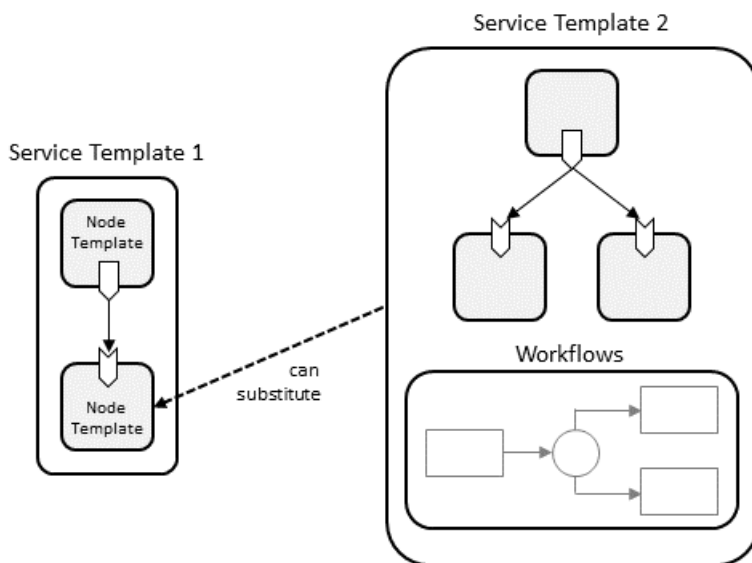 Service Template 2
Service Template 1
Node
Template
Node
Template
can
substitute
Workflows